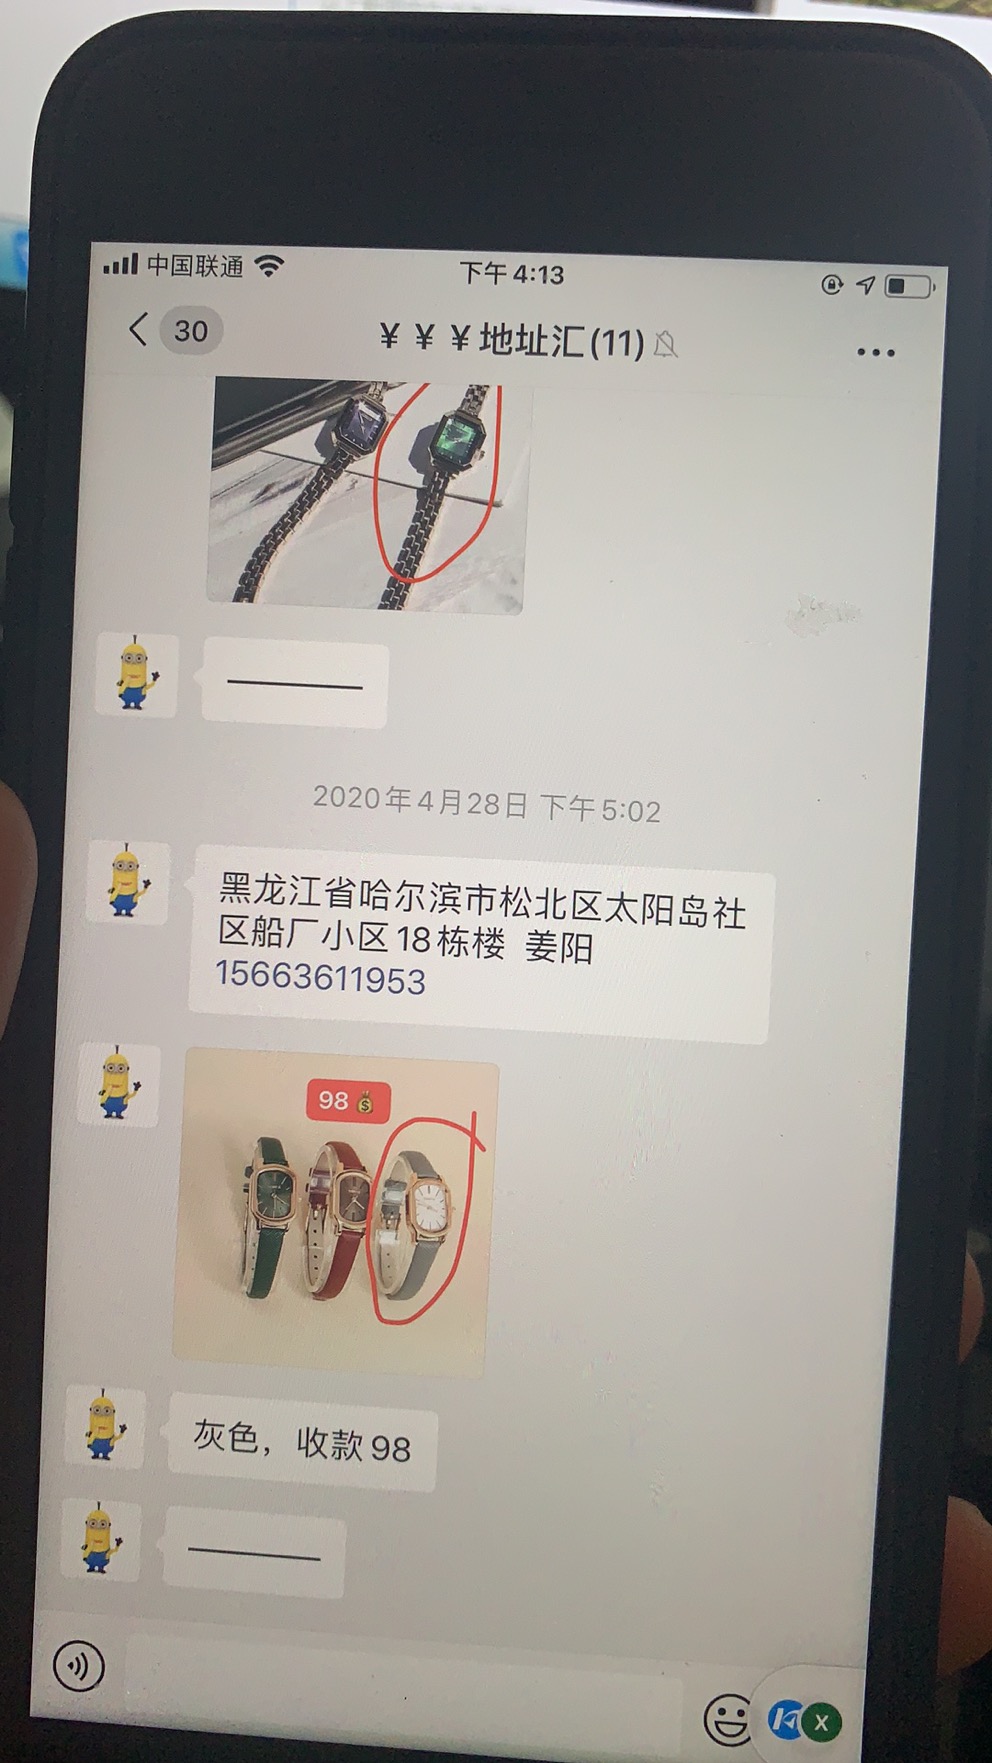 中国联通
下午4:13
30
￥￥￥地址汇(11)
2020年4月28日 下午5:02
黑龙江省哈尔滨市松北区太阳岛社
区船厂小区18栋楼 姜阳
15663611953
98
灰色，收款98
X